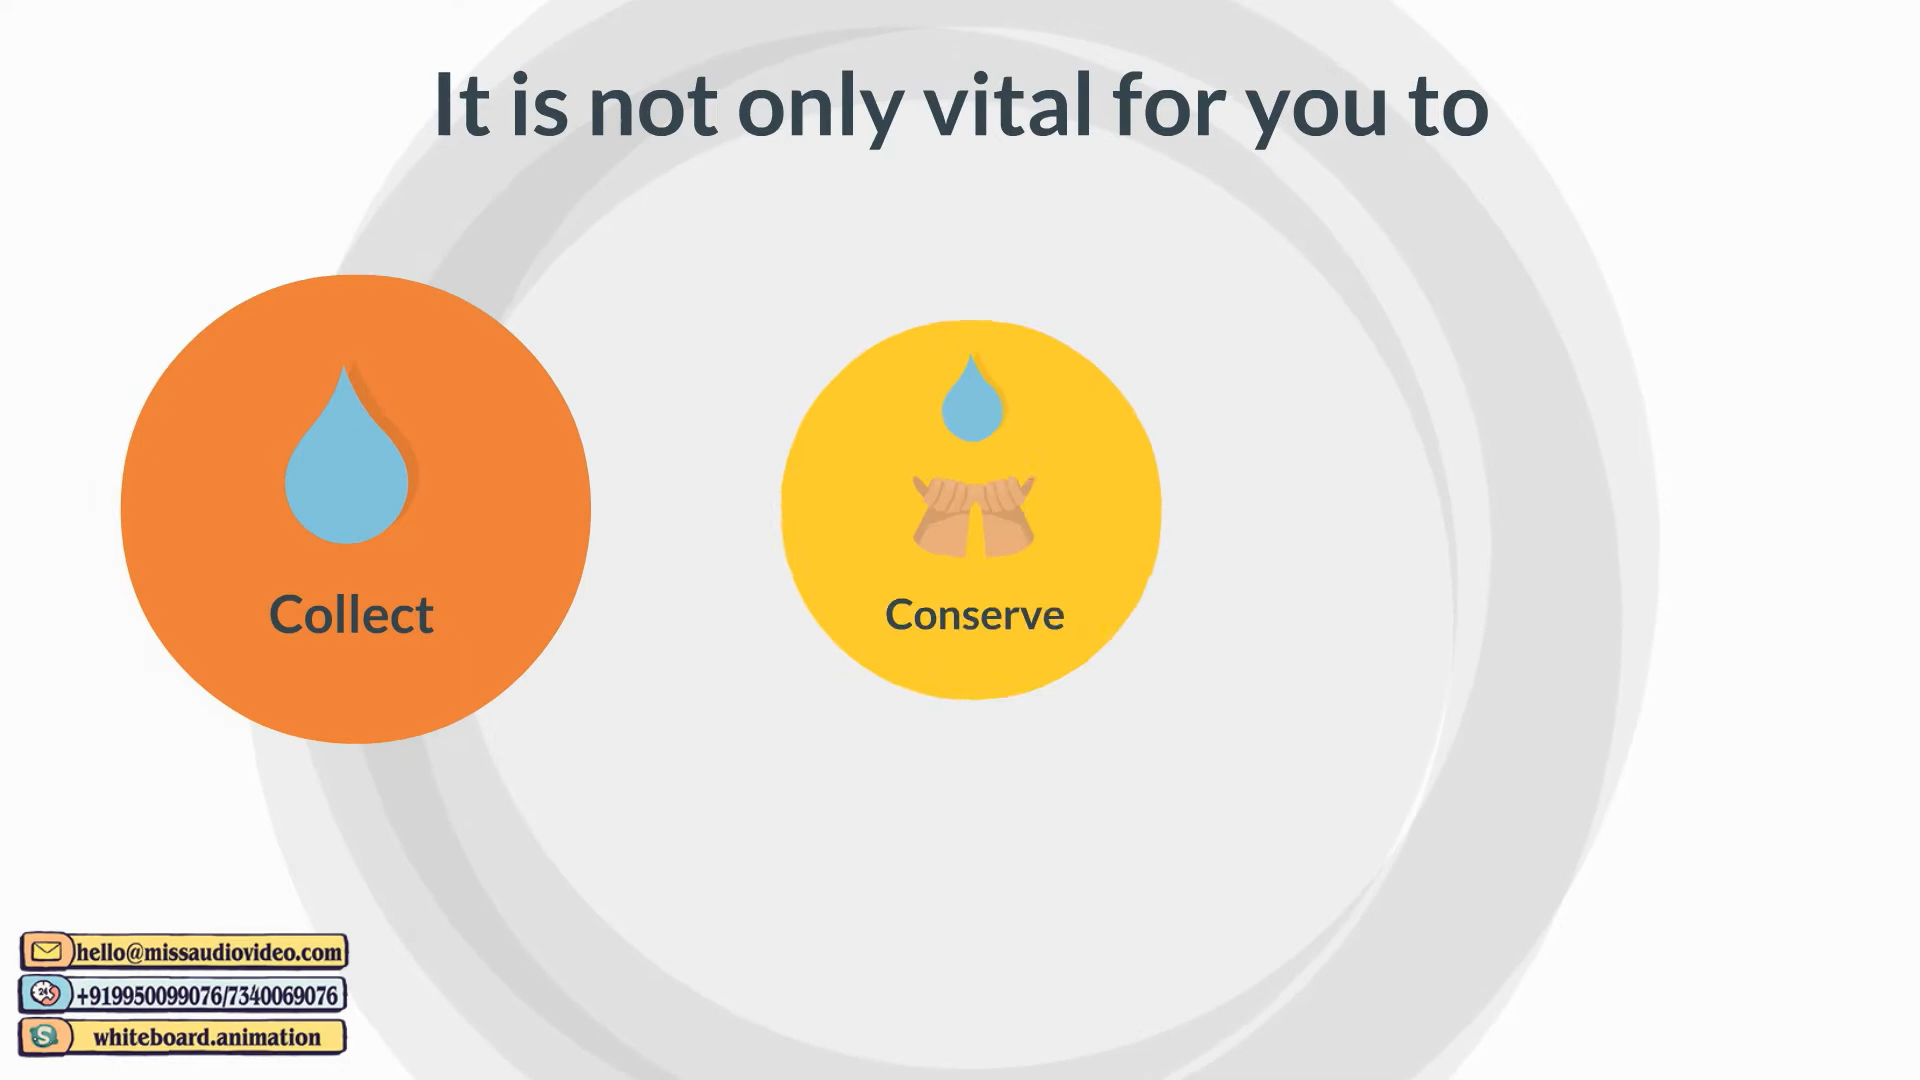 It is not only vital for you to
Collect
Conserve
hello@missaudiovideo.com
+919950099076/7340069076
whiteboard.animation